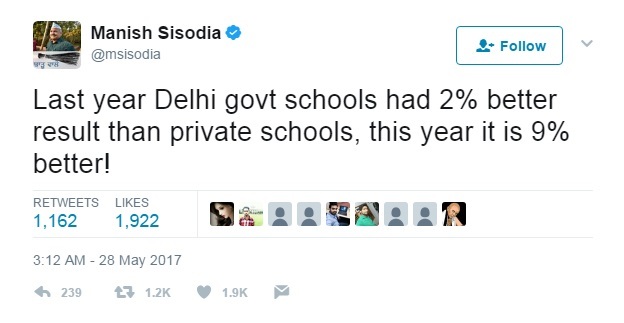 Manish Sisodia
@msisodia
Follow
Last year Delhi govt schools had 2% better
result than private schools, this year it is 9%
better!
RETWEETS LIKES
1,162 1,922
3:12 AM - 28 May 2017
239 1.2K 1.9K